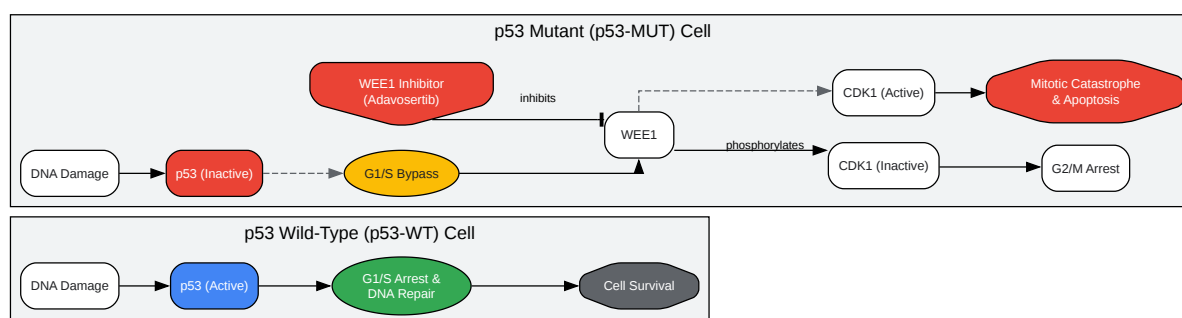 p53 Mutant (p53-MUT) Cell
WEE1 Inhibitor
(Adavosertib)
inhibits
WEE1
CDK1 (Active)
Mitotic Catastrophe
& Apoptosis
DNA Damage
p53 (Inactive)
G1/S Bypass
phosphorylates
CDK1 (Inactive)
G2/M Arrest
p53 Wild-Type (p53-WT) Cell
DNA Damage
p53 (Active)
G1/S Arrest &
DNA Repair
Cell Survival